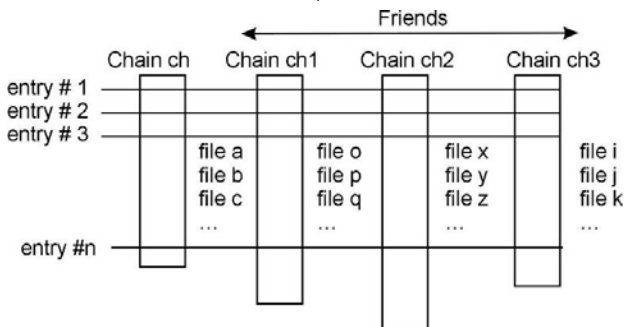 Friends
Chain ch Chain ch1 Chain ch2 Chain ch3
entry # 1
entry # 2
entry # 3
file a file o file x file i
file b file p file y file j
file c file q file z file k
... ... ... ...
entry #n